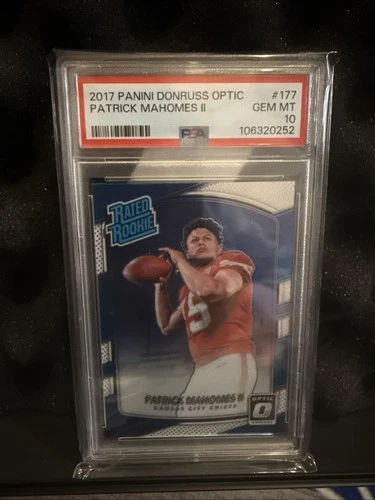 2017 PANINI DONRUSS OPTIC #177
PATRICK MAHOMES II GEM MT
10
PSA 106320252
RATED
ROOKIE
15
PATRICK MAHOMES II
KANSAS CITY CHIEFS
OPTIC